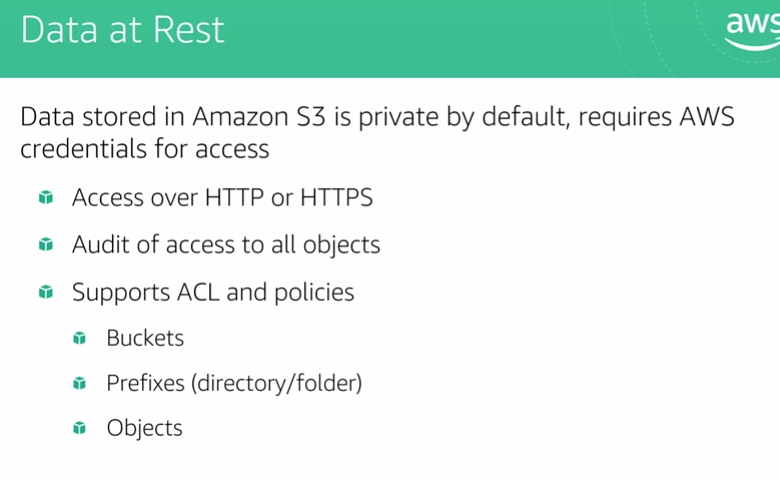 Data at Rest
aws
Data stored in Amazon S3 is private by default, requires AWS
credentials for access
Access over HTTP or HTTPS
Audit of access to all objects
Supports ACL and policies
Buckets
Prefixes (directory/folder)
Objects